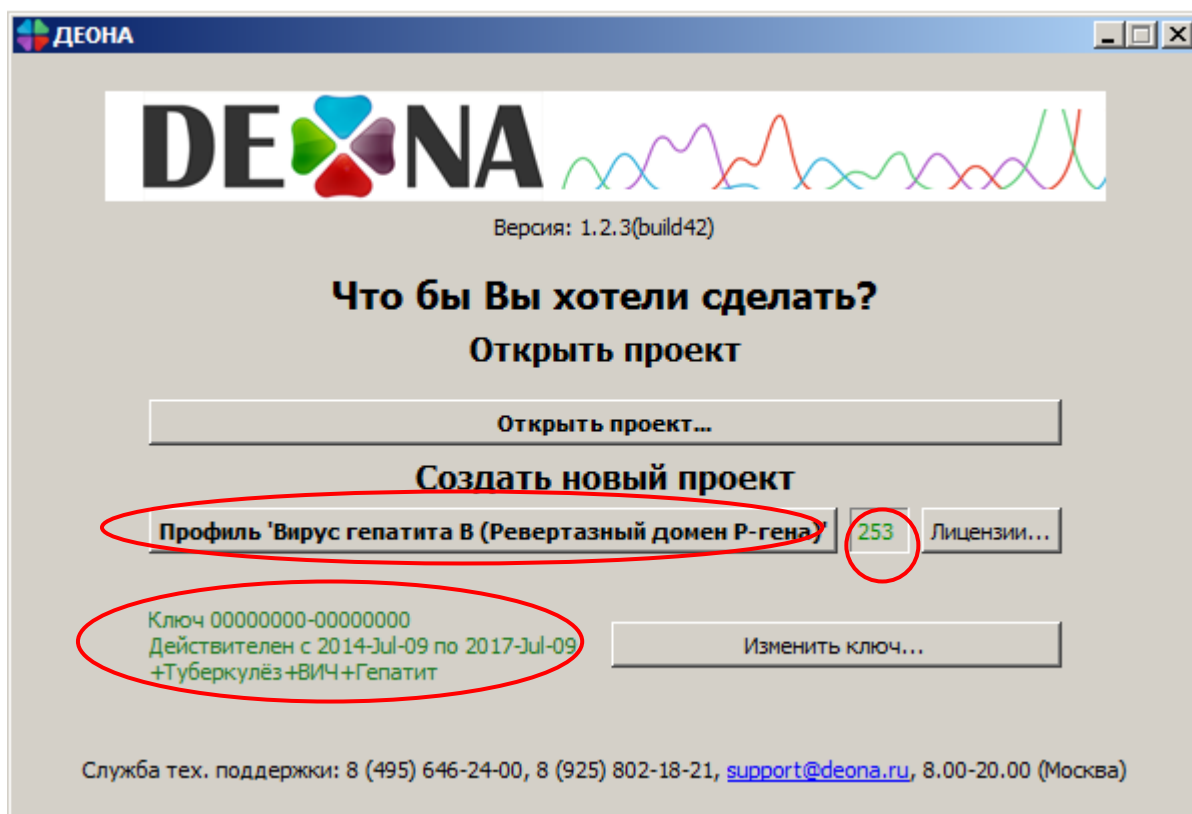 ДЕОНА
DEONA
Версия: 1.2.3(build42)
Что бы Вы хотели сделать?
Открыть проект
Открыть проект...
Создать новый проект
Профиль 'Вирус гепатита B (Ревертазный домен P-гена)' 253 Лицензии...
Ключ 00000000-00000000
Действителен с 2014-Jul-09 по 2017-Jul-09
+Туберкулёз+ВИЧ+Гепатит
Изменить ключ...
Служба тех. поддержки: 8 (495) 646-24-00, 8 (925) 802-18-21, support@deona.ru, 8.00-20.00 (Москва)